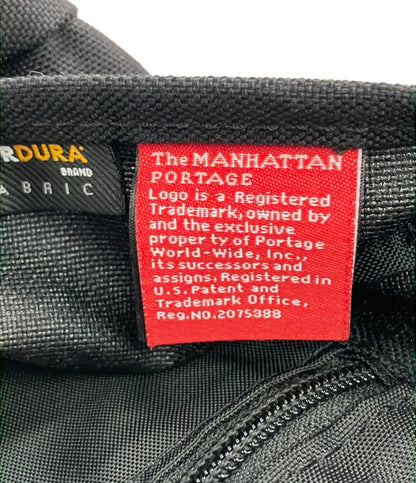 RDURA
BRAND
ABRIC
The MANHATTAN
PORTAGE
Logo is a Registered
Trademark, owned by
and the exclusive
property of Portage
World-Wide, Inc.,
its successors and
assigns. Registered in
U.S. Patent and
Trademark Office,
Reg.NO.2075388